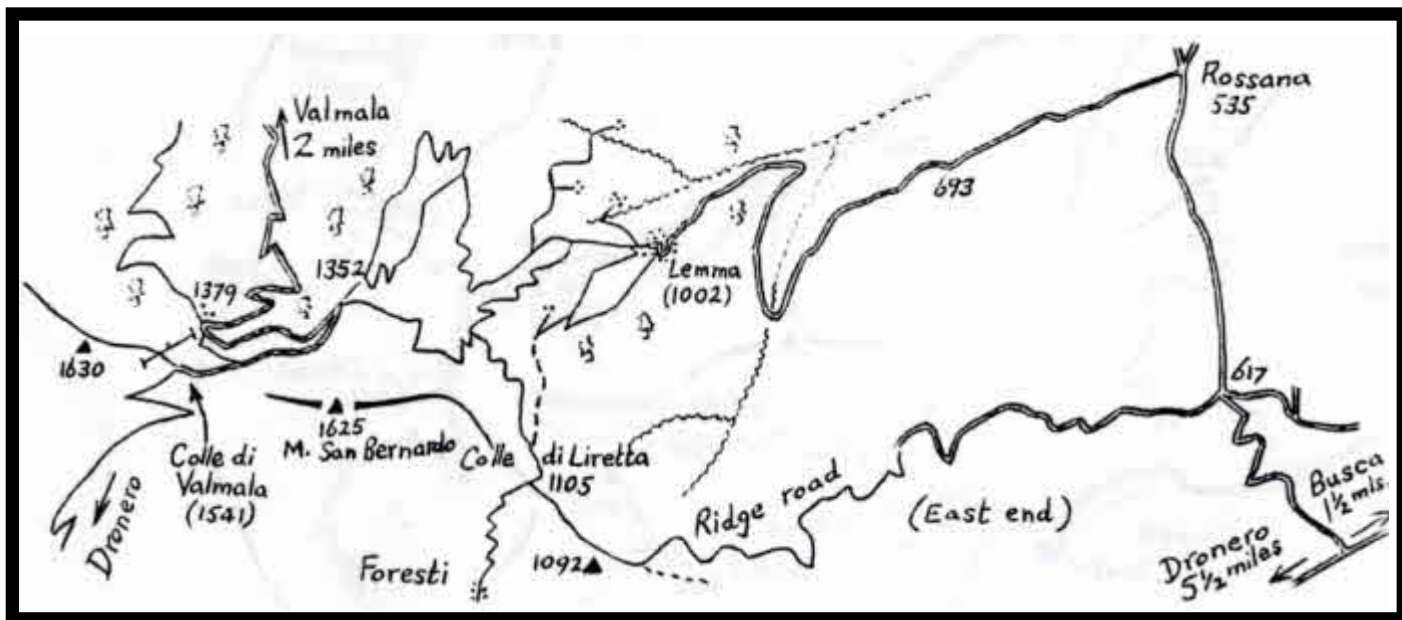 Valmala
2 miles
Rossana
535
693
1352
1379
Lemma
(1002)
1630
617
1625
M. San Bernardo
Colle di Liretta
1105
Colle di
Valmala
(1541)
Dronero
Ridge road
(East end)
Busca
1½ mls.
Dronero
5½ miles
Foresti
1092